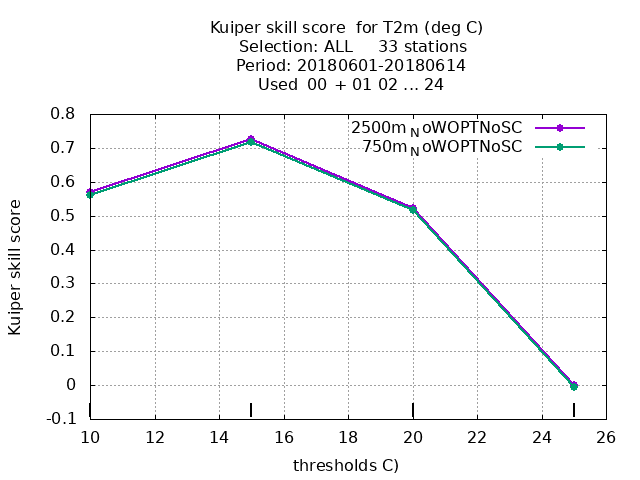 Kuiper skill score  for T2m (deg C)
Selection: ALL     33 stations
Period: 20180601-20180614
Used  00  + 01 02 ... 24
2500m_NoWOPTNoSC
750m_NoWOPTNoSC
0.8
0.7
0.6
0.5
0.4
0.3
0.2
0.1
0
-0.1
Kuiper skill score
10 12 14 16 18 20 22 24 26
thresholds C)